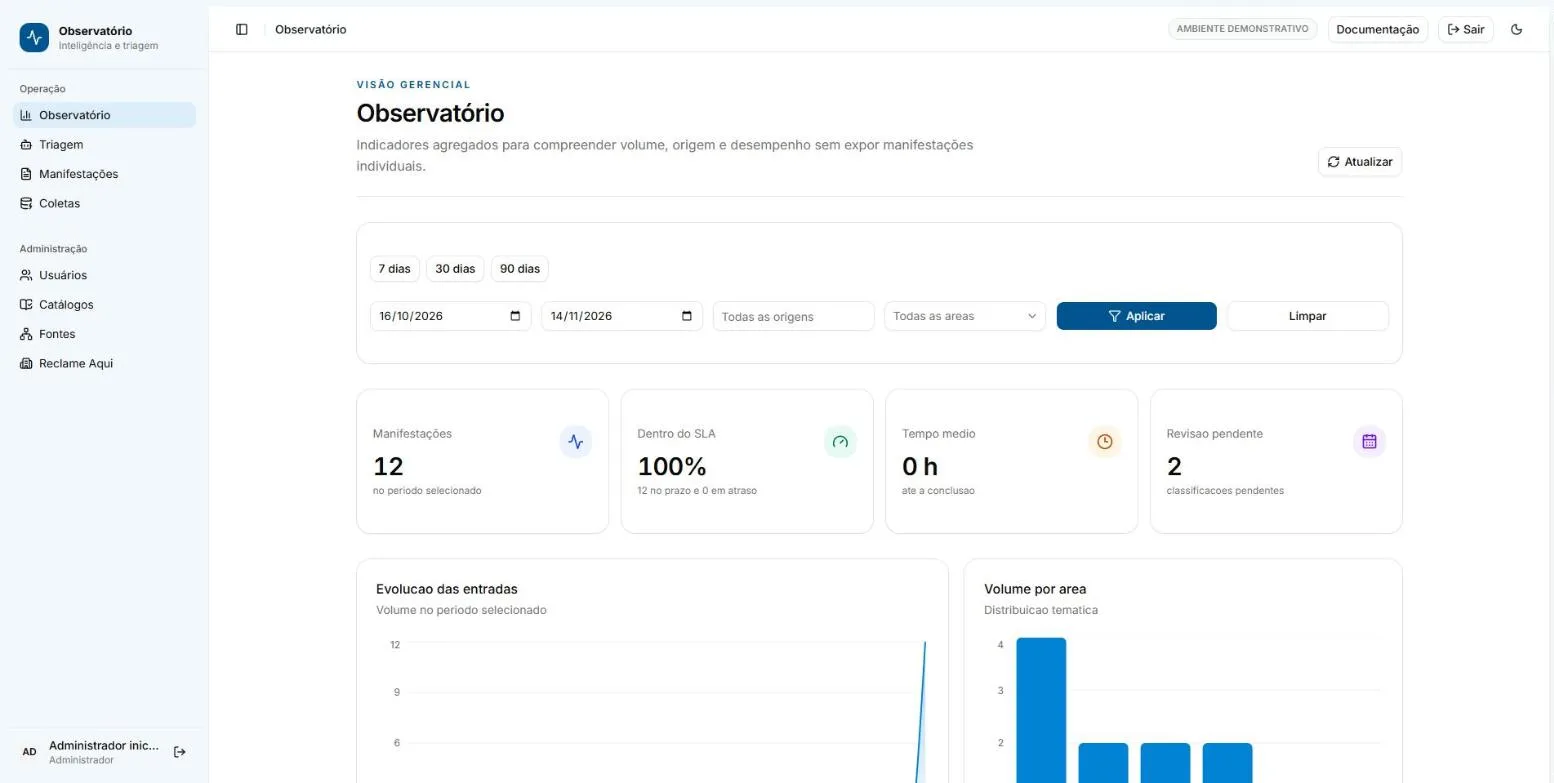 Observatório
Inteligência e triagem
Operação
Observatório
Triagem
Manifestações
Coletas
Administração
Usuários
Catálogos
Fontes
Reclame Aqui
AD
Administrador inic...
Administrador
Observatório
AMBIENTE DEMONSTRATIVO
Documentação
Sair
VISÃO GERENCIAL
Observatório
Indicadores agregados para compreender volume, origem e desempenho sem expor manifestações
individuais.
Atualizar
7 dias
30 dias
90 dias
16/10/2026
14/11/2026
Todas as origens
Todas as areas
Aplicar
Limpar
Manifestações
12
no periodo selecionado
Dentro do SLA
100%
12 no prazo e 0 em atraso
Tempo medio
0 h
ate a conclusao
Revisao pendente
2
classificacoes pendentes
Evolucao das entradas
Volume no periodo selecionado
12
9
6
Volume por area
Distribuicao tematica
4
3
2